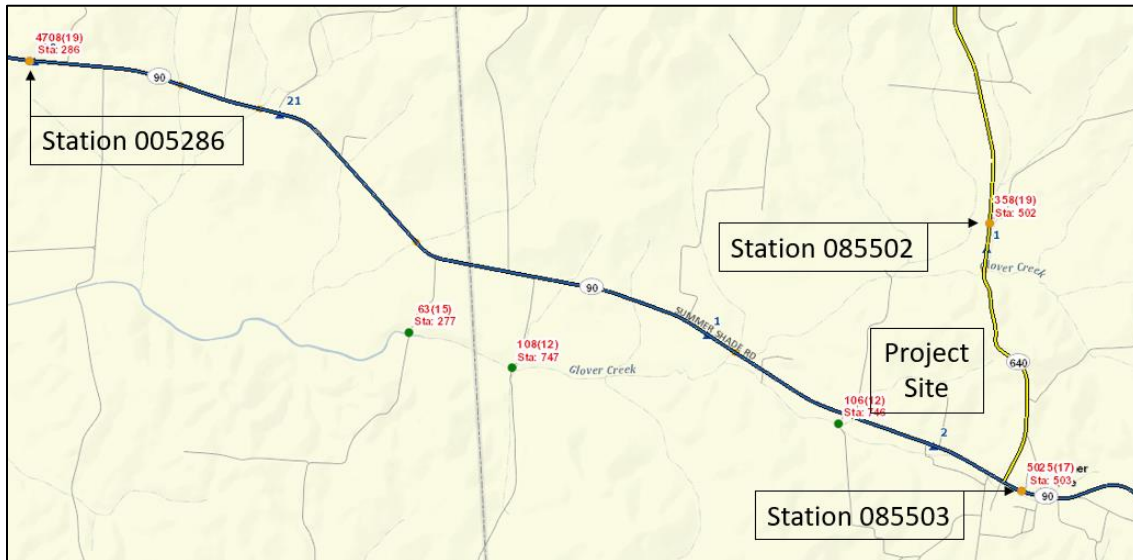 4708(19)
Sta: 286
90
21
Station 005286
358(19)
Sta: 502
Station 085502
1
Glover Creek
63(15)
Sta: 277
90
SUMMER SHADE RD
1
108(12)
Sta: 747
Glover Creek
Project
Site
640
106(12)
Sta: 746
2
5025(17)
Sta: 503
90
Station 085503